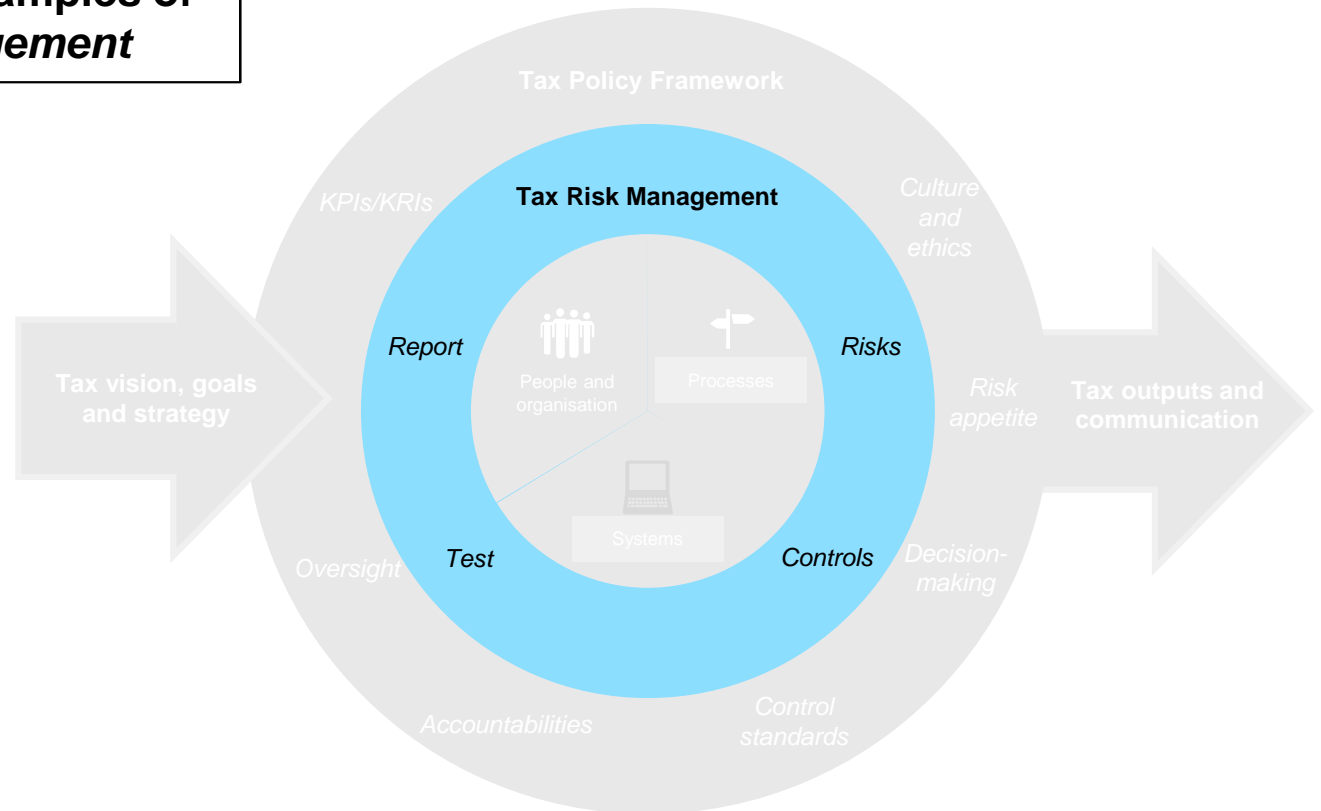 gement
Tax Policy Framework
KPIs/KRIs
Culture
and
ethics
Tax Risk Management
Report
Risks
People and
organisation
Processes
Tax vision, goals
and strategy
Risk
appetite
Tax outputs and
communication
Systems
Oversight
Test
Controls
Decision-
making
Accountabilities
Control
standards